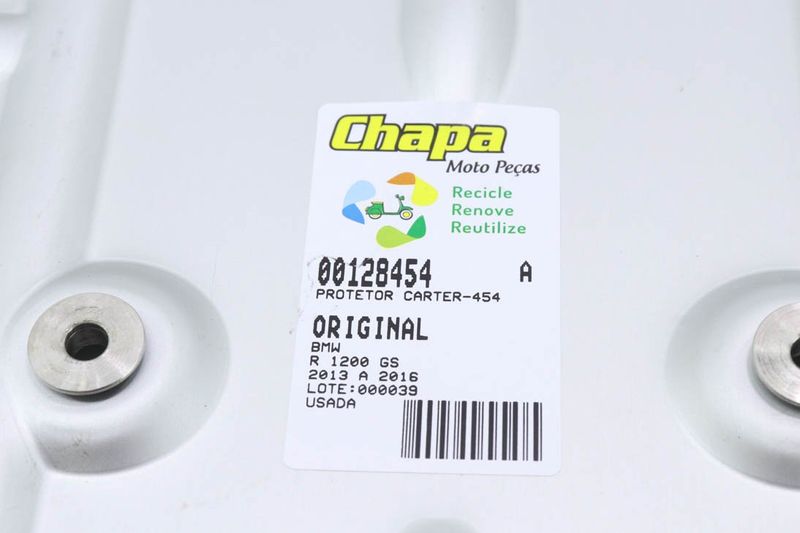 Chapa
Moto Peças
Recicle
Renove
Reutilize
00128454 A
PROTETOR CARTER-454
ORIGINAL
BMW
R 1200 GS
2013 A 2016
LOTE:000039
USADA